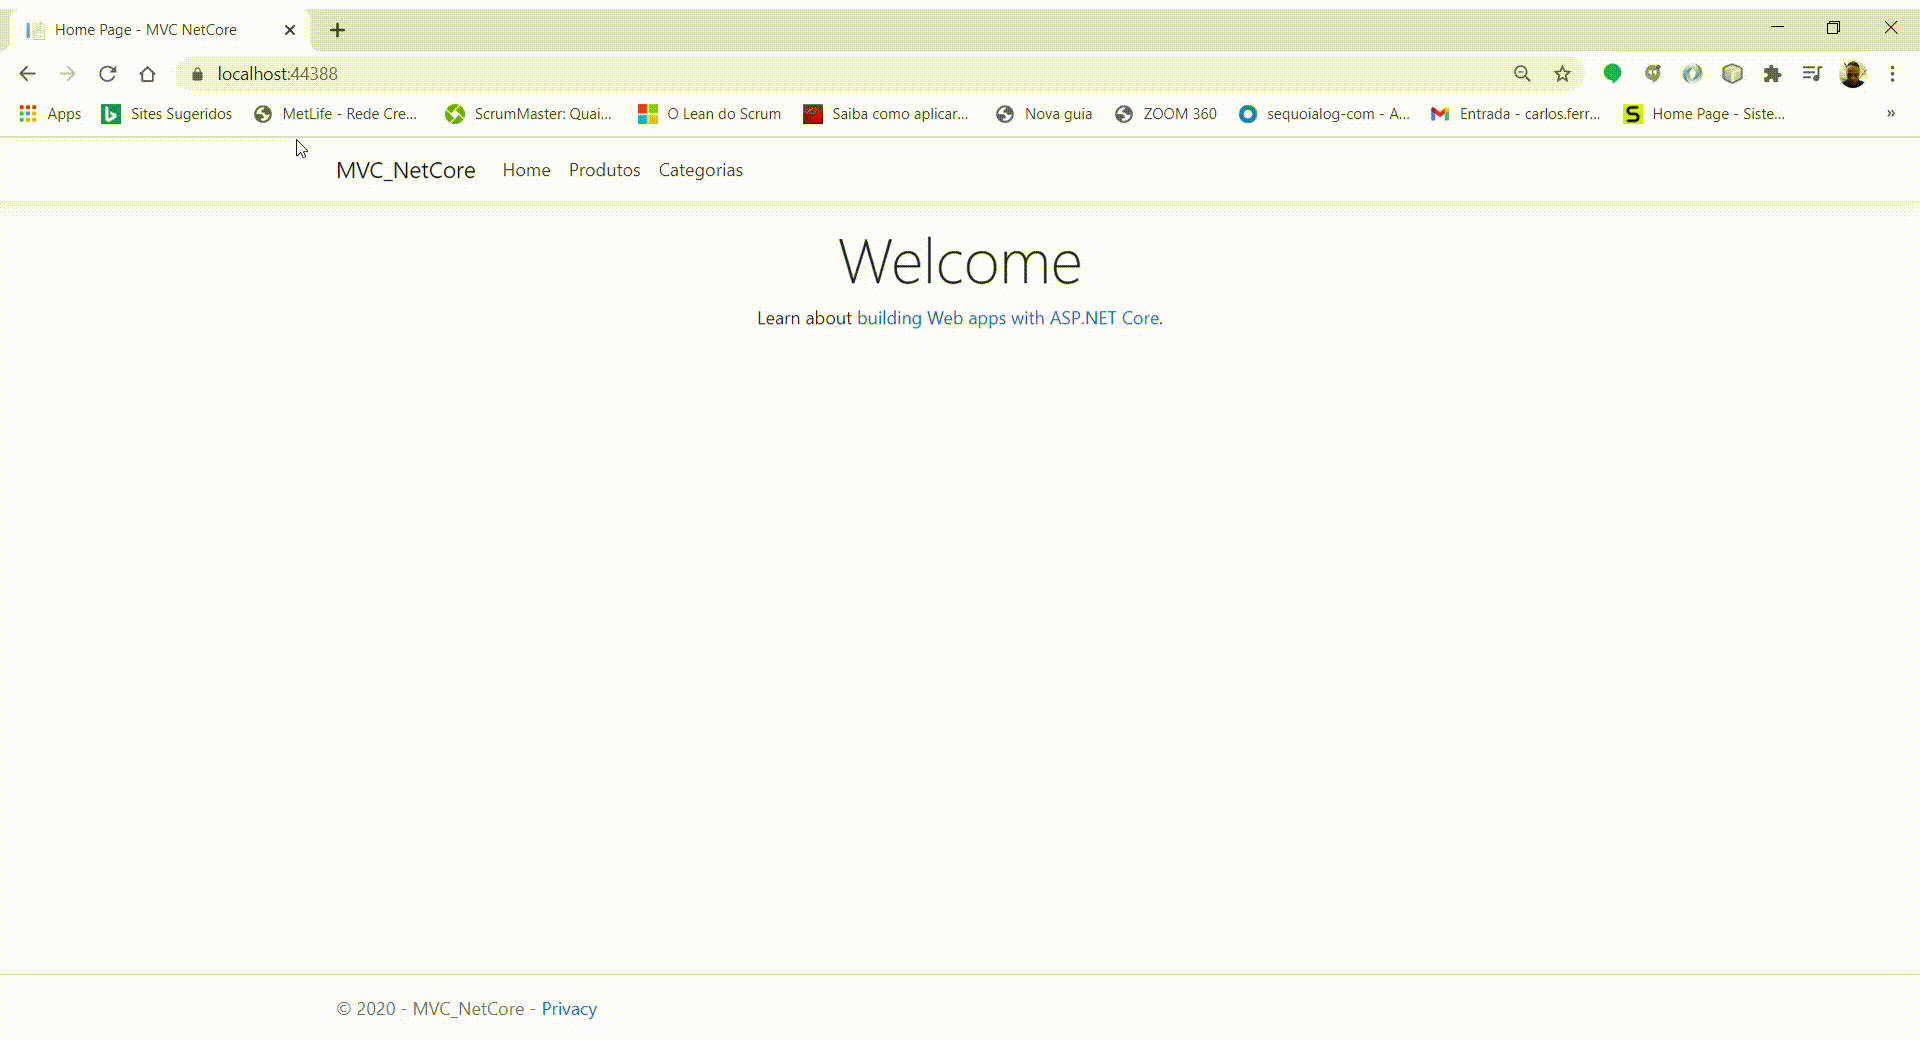 Home Page - MVC NetCore
localhost:44388
Apps Sites Sugeridos MetLife - Rede Cre... ScrumMaster: Quai... O Lean do Scrum Saiba como aplicar... Nova guia ZOOM 360 sequoialog-com - A... Entrada - carlos.ferr... S Home Page - Siste... »
MVC_NetCore Home Produtos Categorias
Welcome
Learn about building Web apps with ASP.NET Core.
© 2020 - MVC_NetCore - Privacy